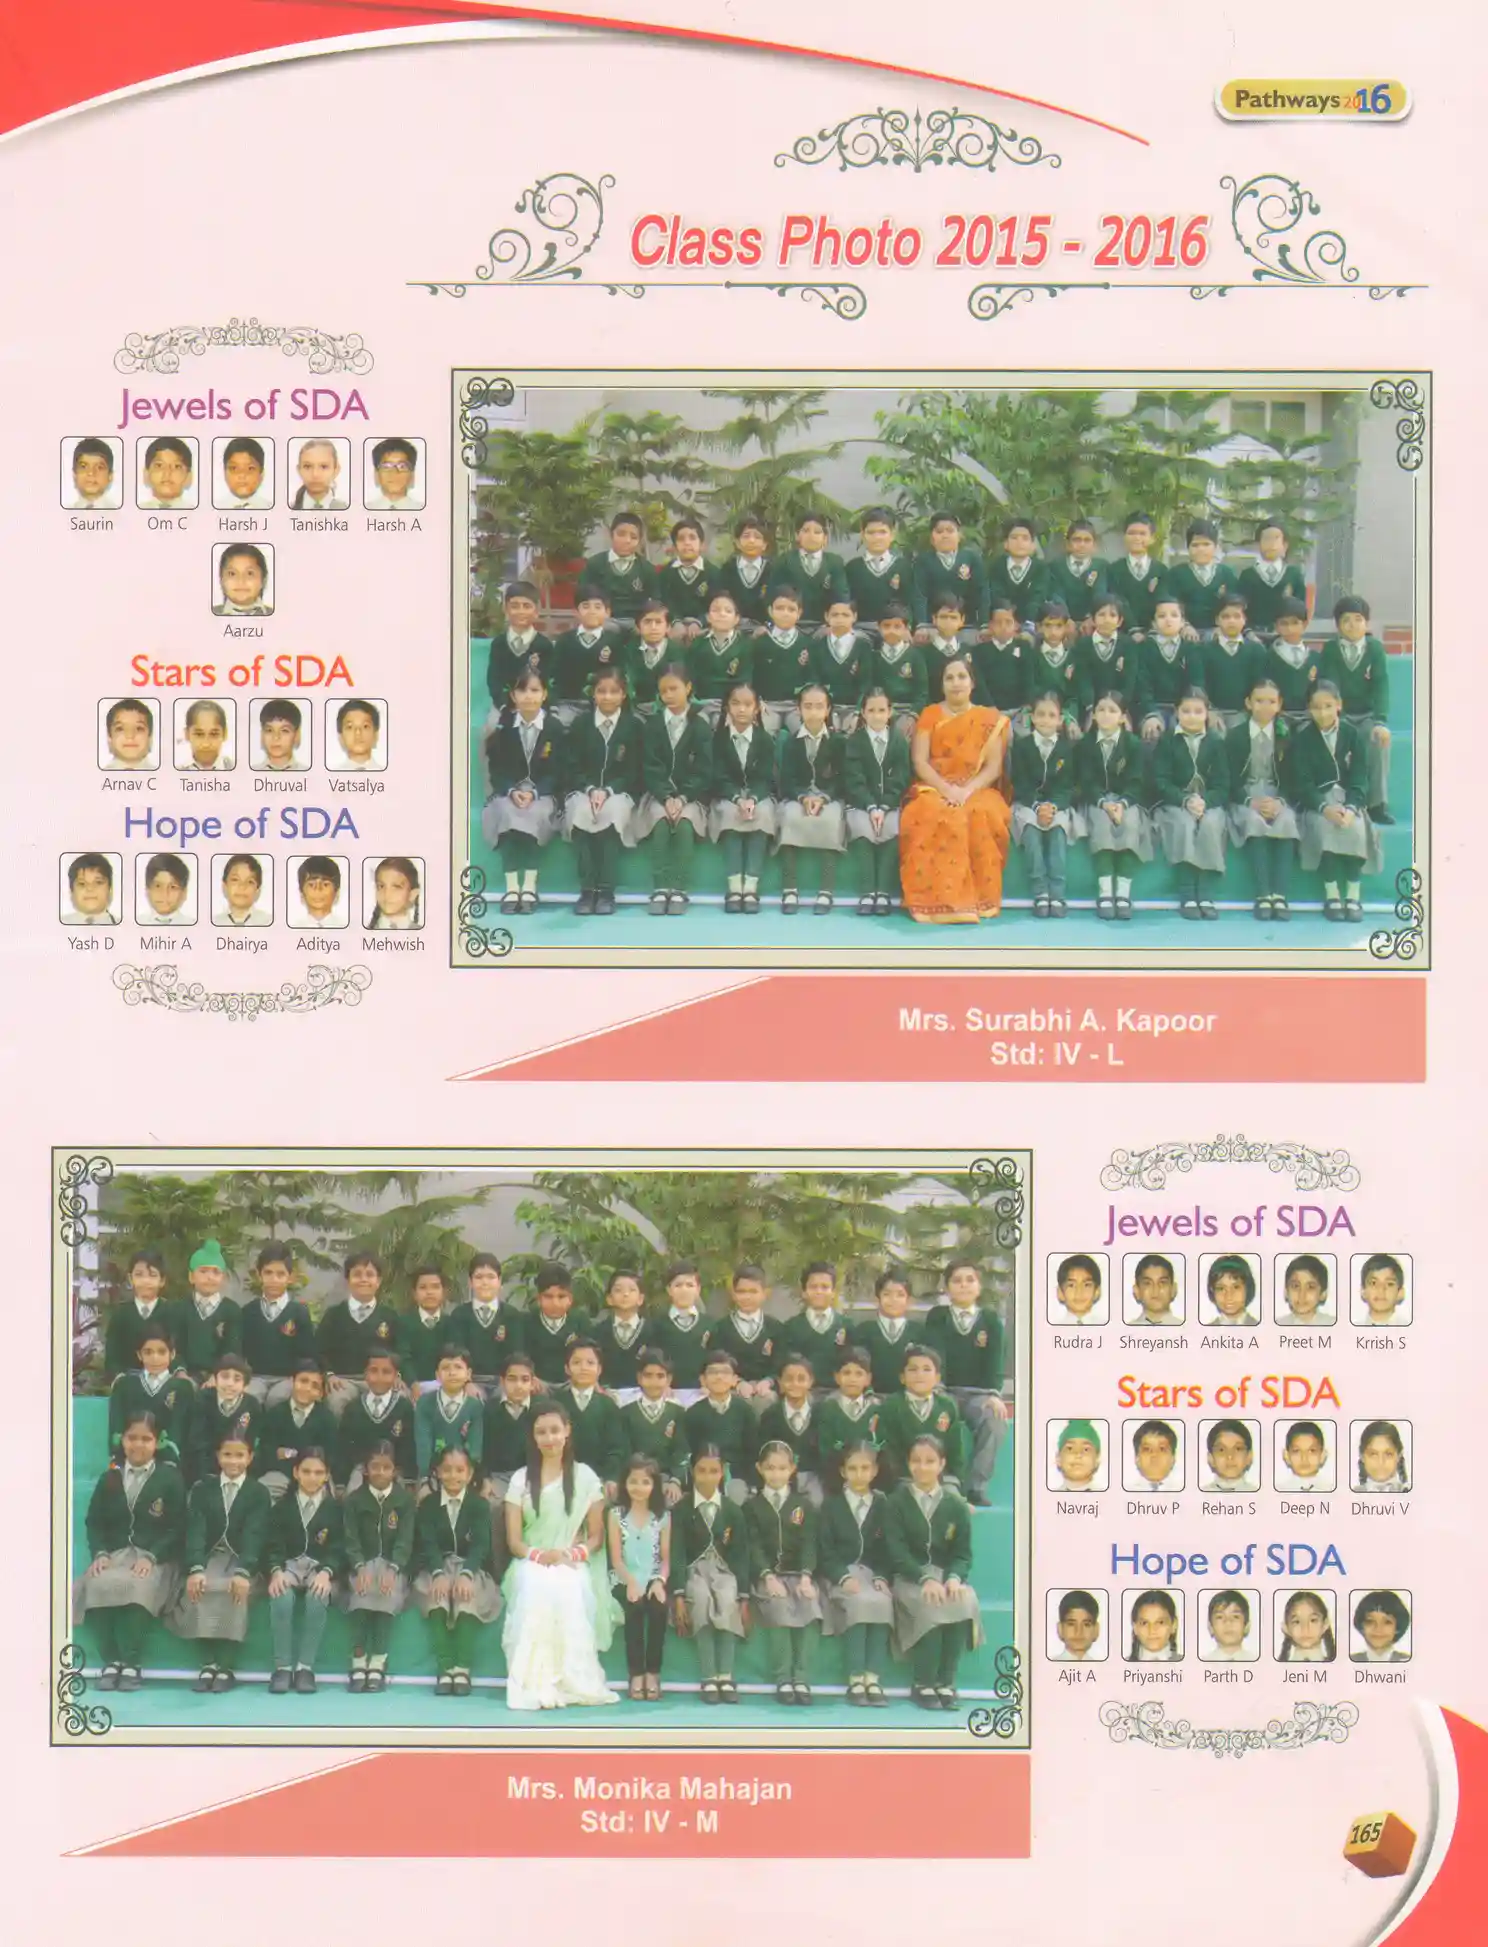 Pathways 2016
Class Photo 2015 - 2016
Jewels of SDA
Saurin Om C Harsh J Tanishka Harsh A
Aarzu
Stars of SDA
Arnav C Tanisha Dhruval Vatsalya
Hope of SDA
Yash D Mihir A Dhairya Aditya Mehwish
Mrs. Surabhi A. Kapoor
Std: IV - L
Jewels of SDA
Rudra J Shreyansh Ankita A Preet M Krrish S
Stars of SDA
Navraj Dhruv P Rehan S Deep N Dhruvi V
Hope of SDA
Ajit A Priyanshi Parth D Jeni M Dhwani
Mrs. Monika Mahajan
Std: IV - M
165